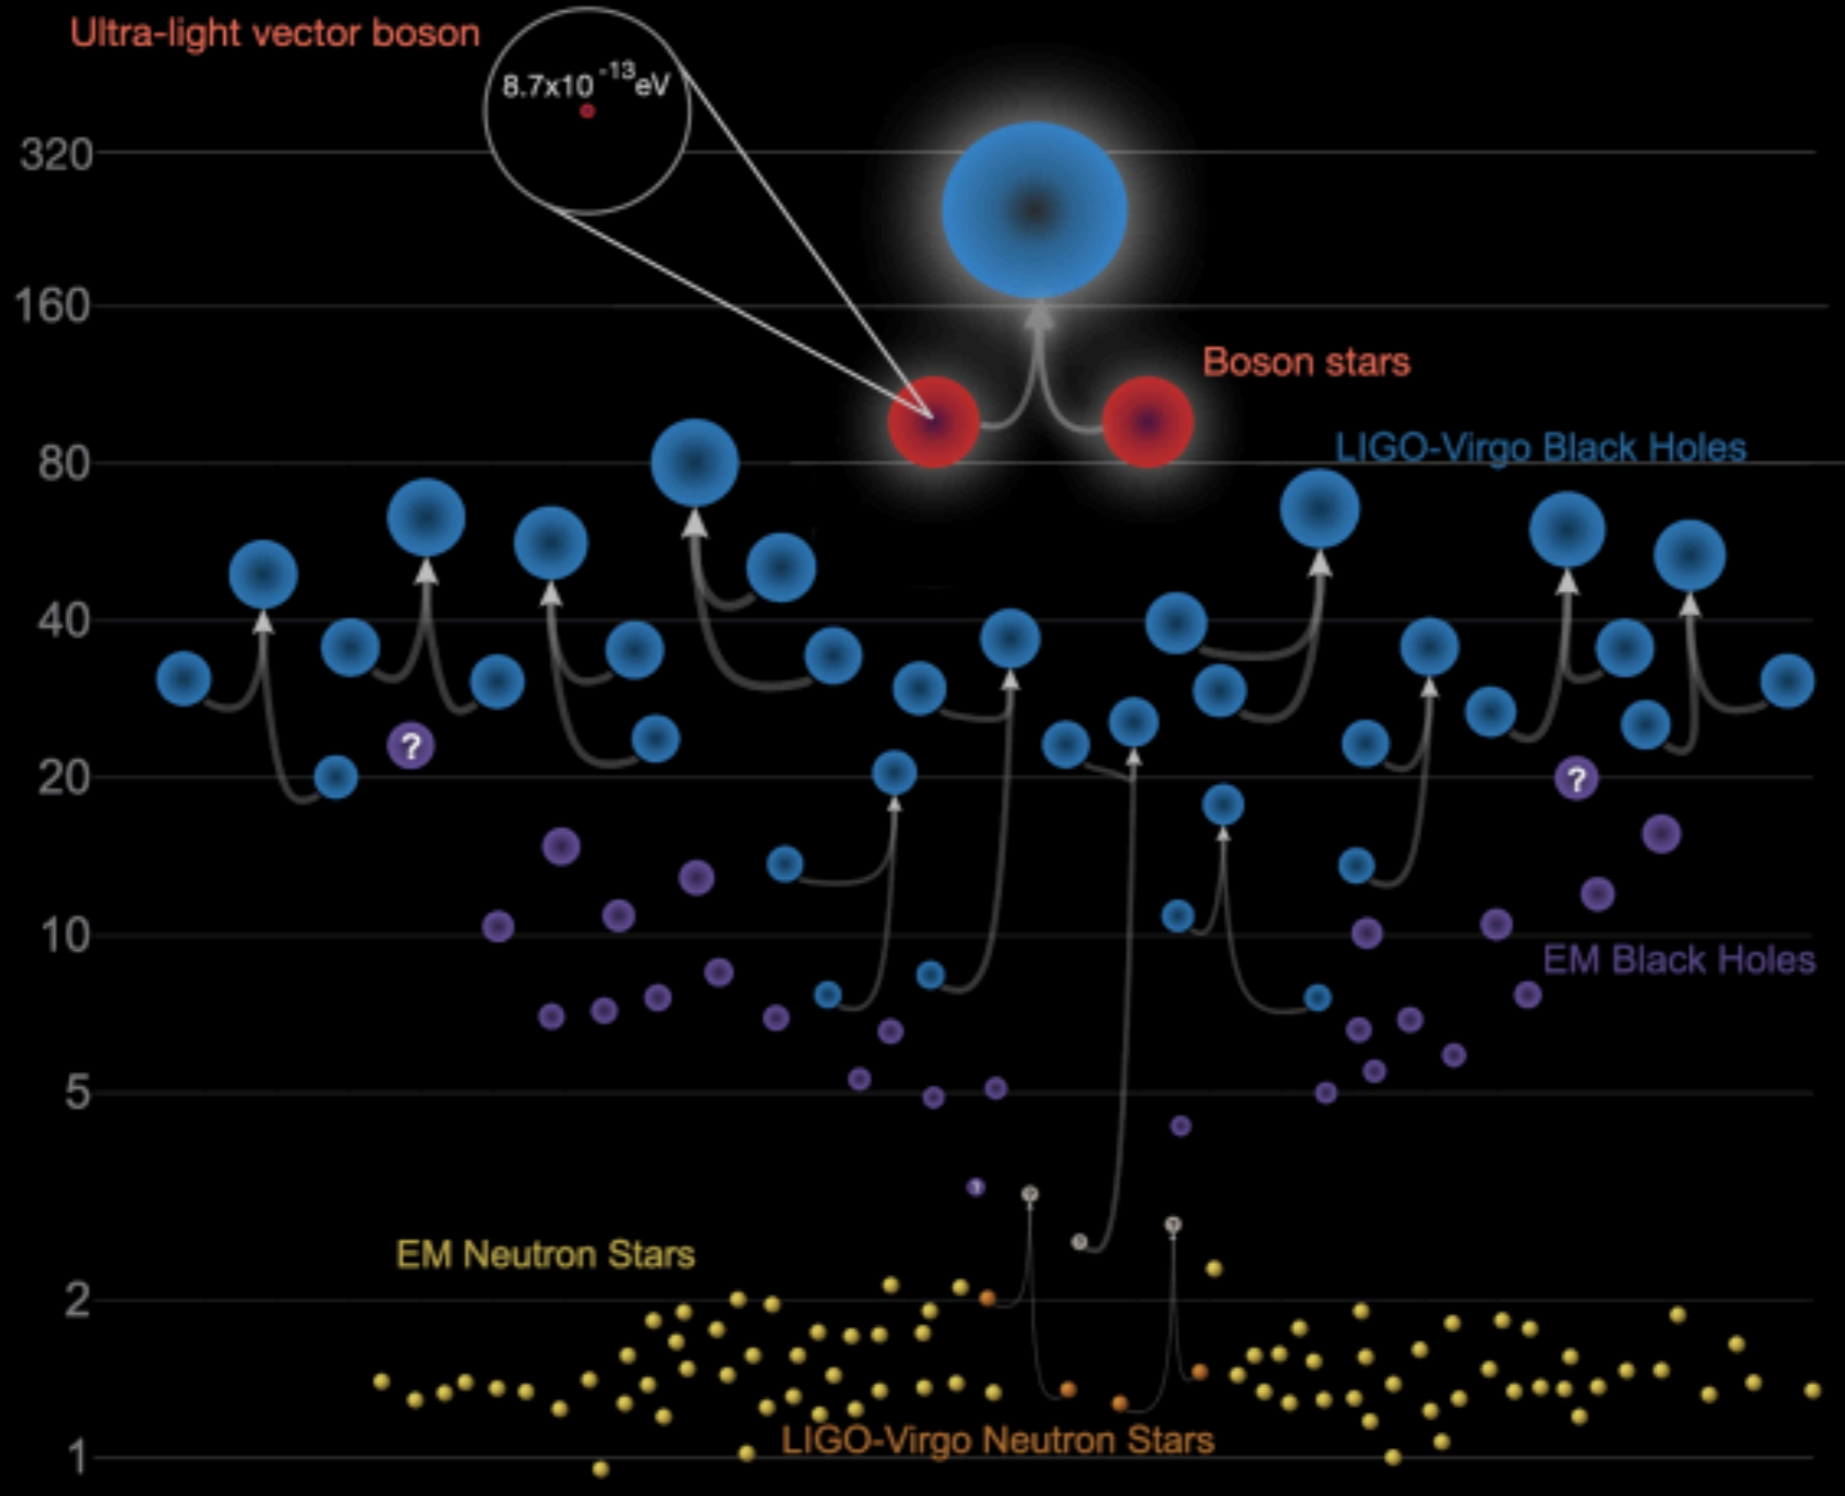 Ultra-light vector boson
8.7x10⁻¹³eV
320
160
Boson stars
LIGO-Virgo Black Holes
80
40
?
20
?
10
EM Black Holes
5
EM Neutron Stars
2
LIGO-Virgo Neutron Stars
1